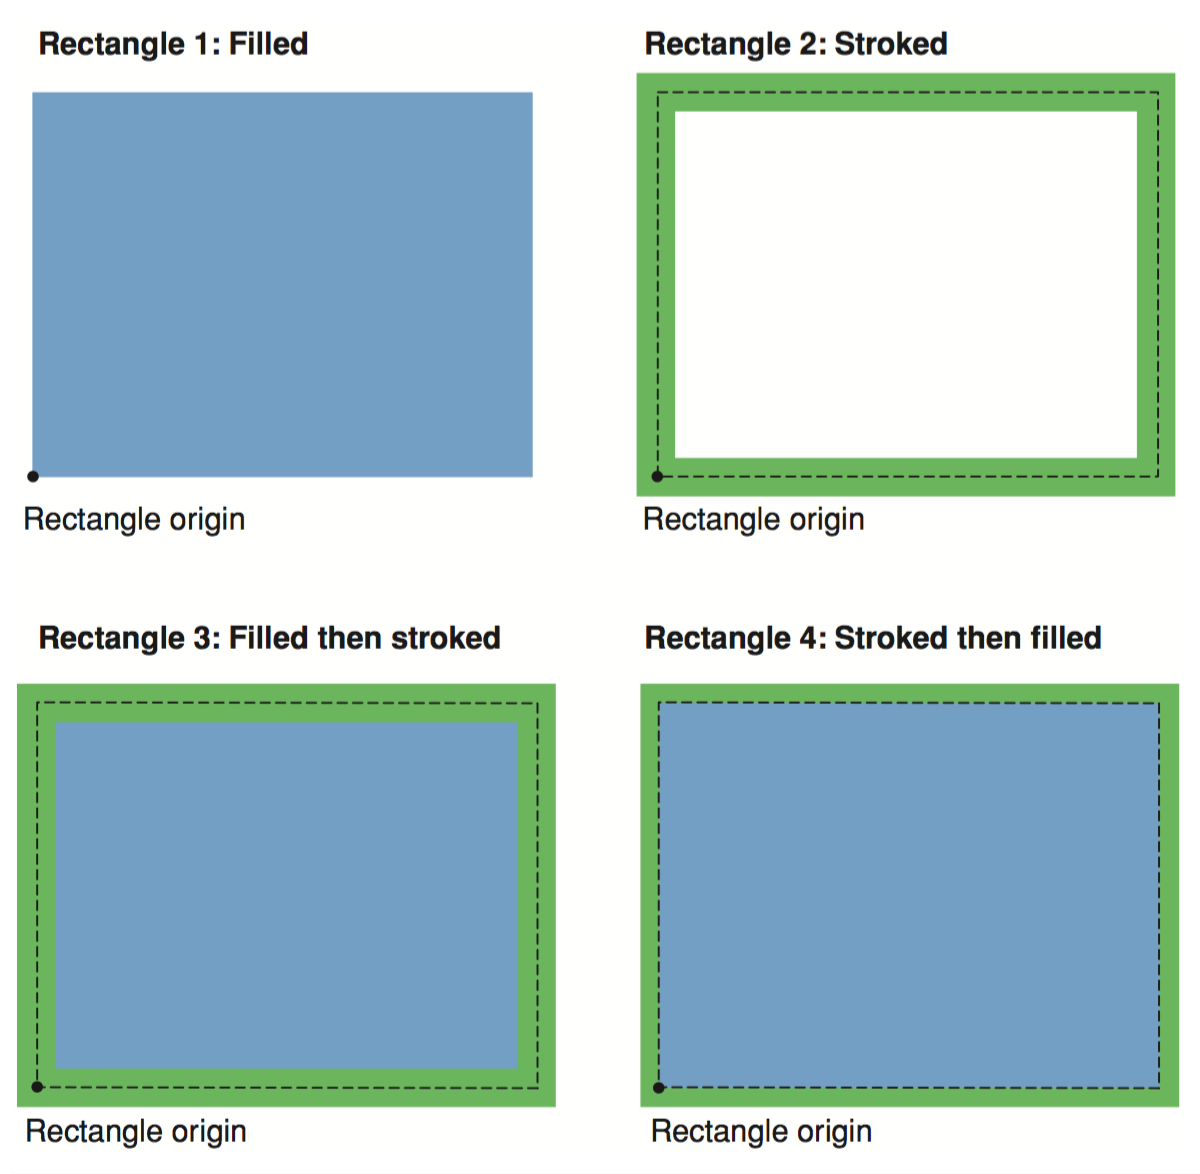 Rectangle 1: Filled
Rectangle 2: Stroked
Rectangle origin
Rectangle origin
Rectangle 3: Filled then stroked
Rectangle 4: Stroked then filled
Rectangle origin
Rectangle origin